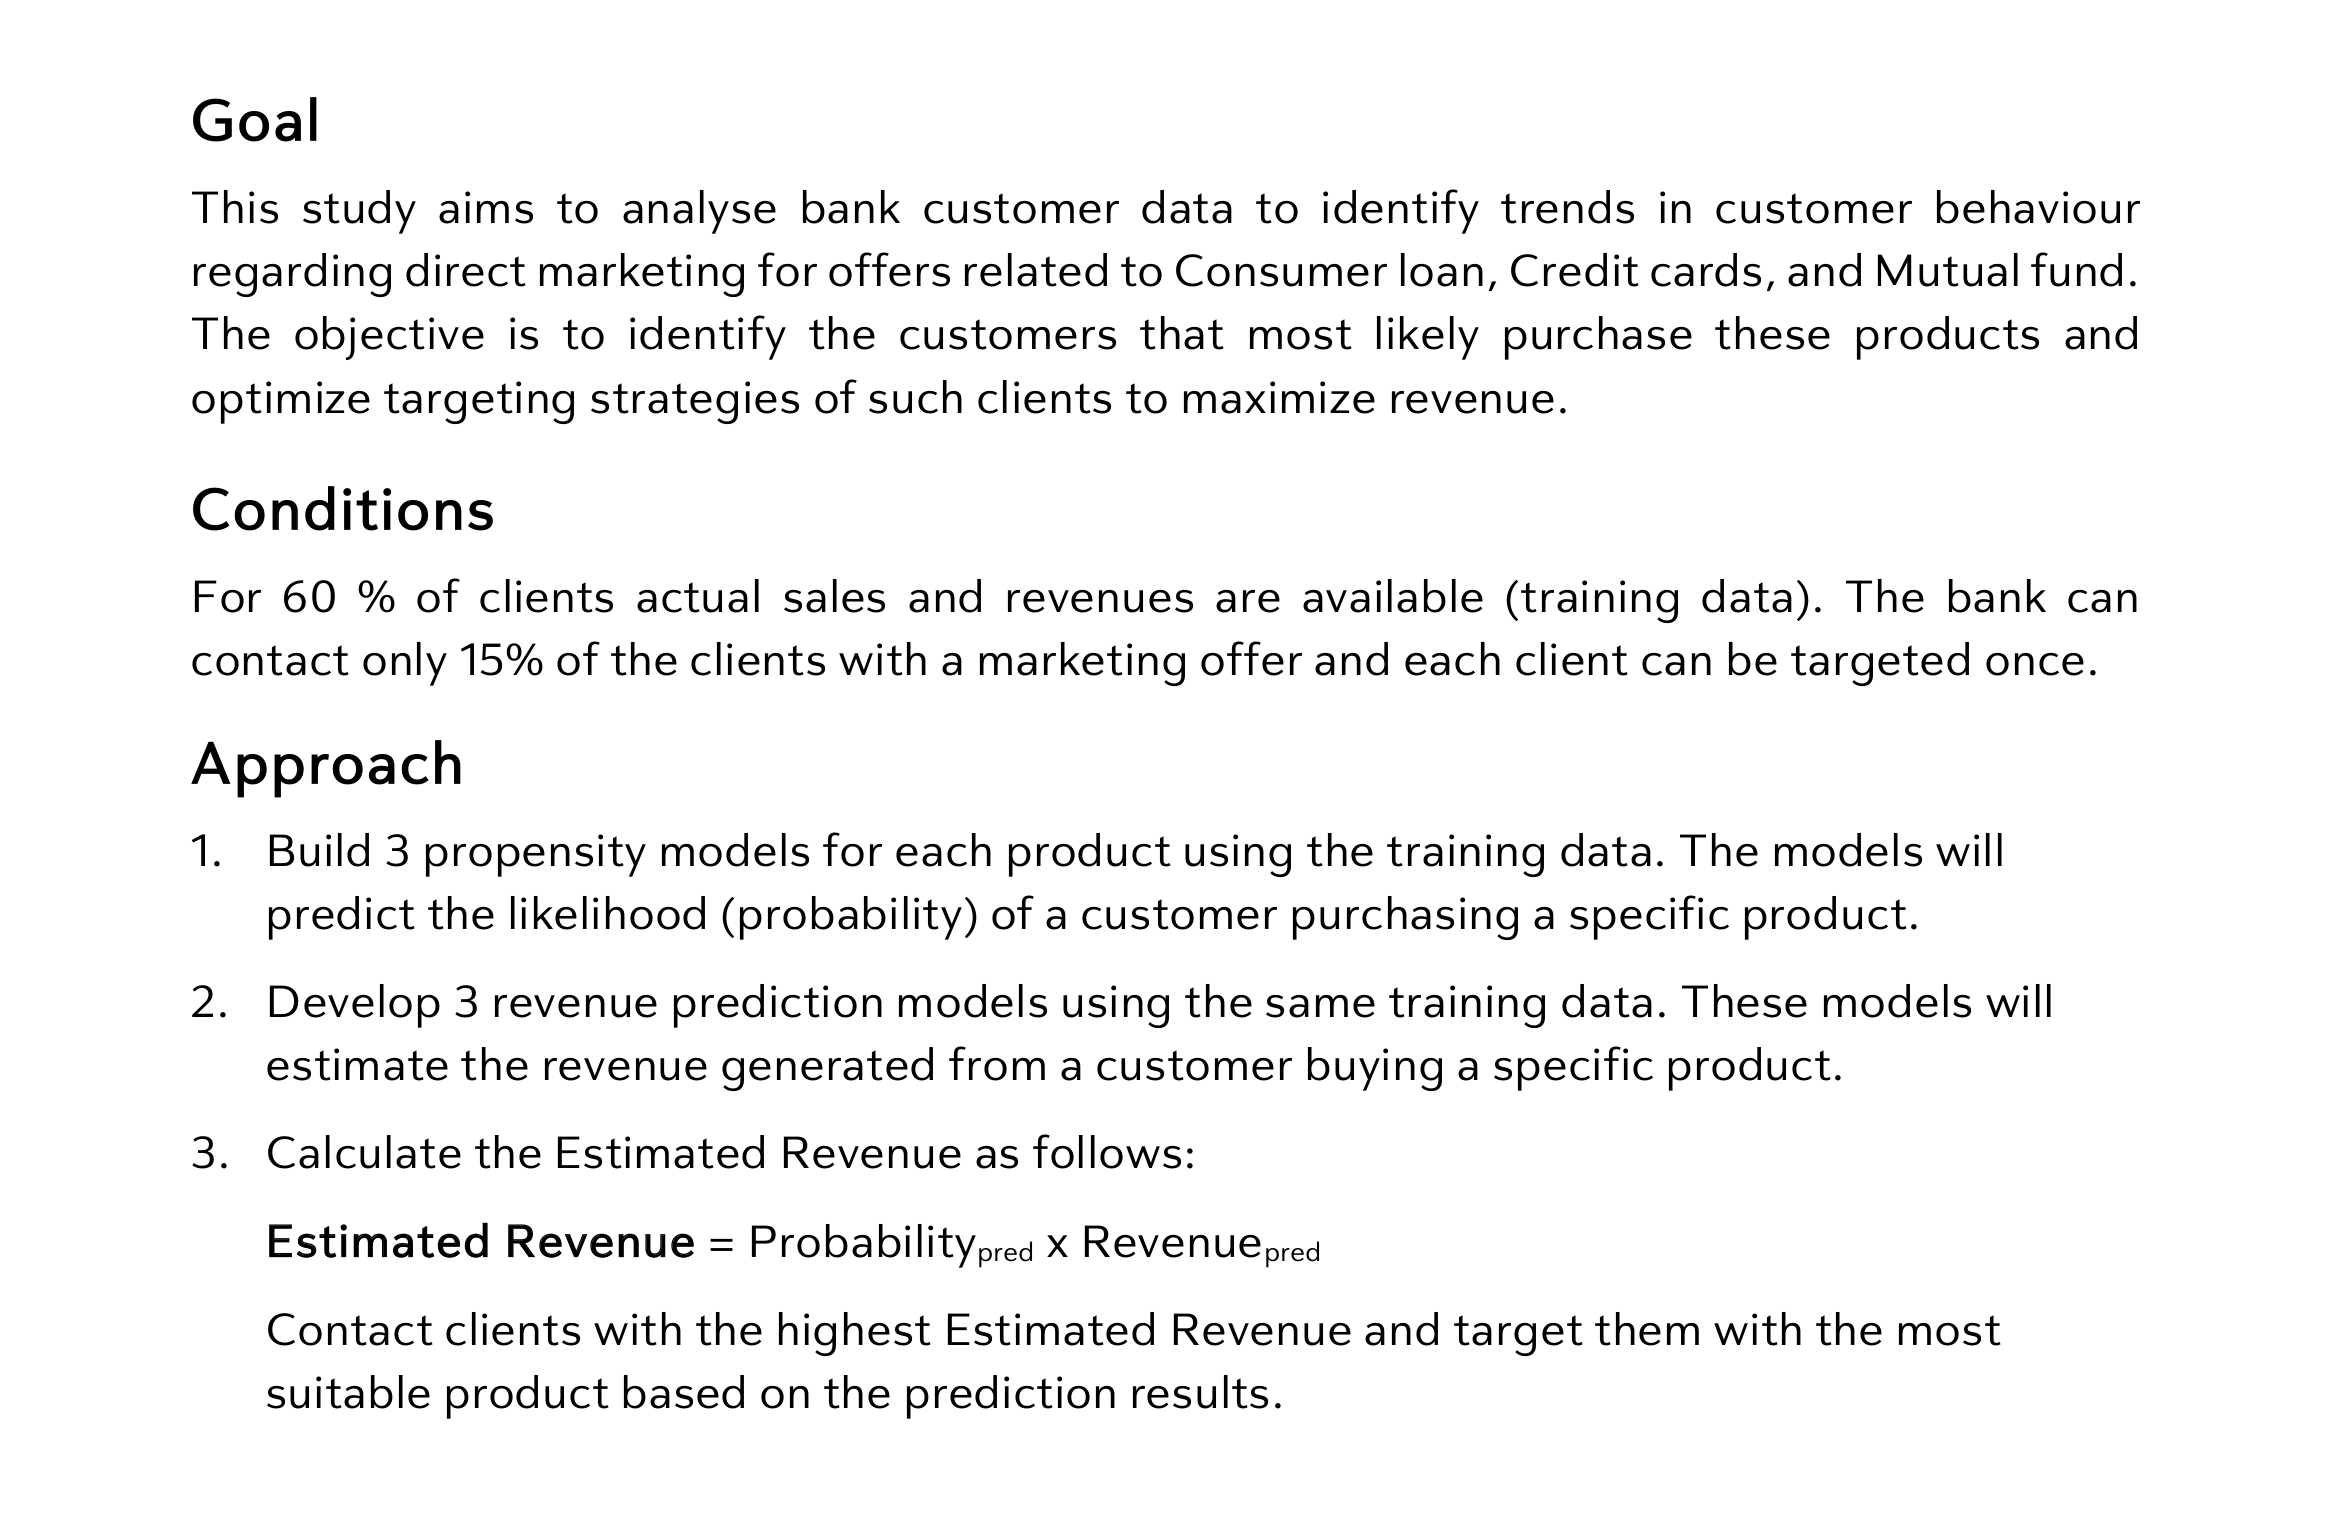 Goal
This study aims to analyse bank customer data to identify trends in customer behaviour
regarding direct marketing for offers related to Consumer loan, Credit cards, and Mutual fund.
The objective is to identify the customers that most likely purchase these products and
optimize targeting strategies of such clients to maximize revenue.
Conditions
For 60 % of clients actual sales and revenues are available (training data). The bank can
contact only 15% of the clients with a marketing offer and each client can be targeted once.
Approach
1. Build 3 propensity models for each product using the training data. The models will
predict the likelihood (probability) of a customer purchasing a specific product.
2. Develop 3 revenue prediction models using the same training data. These models will
estimate the revenue generated from a customer buying a specific product.
3. Calculate the Estimated Revenue as follows:
Estimated Revenue = Probabilitypred x Revenuepred
Contact clients with the highest Estimated Revenue and target them with the most
suitable product based on the prediction results.